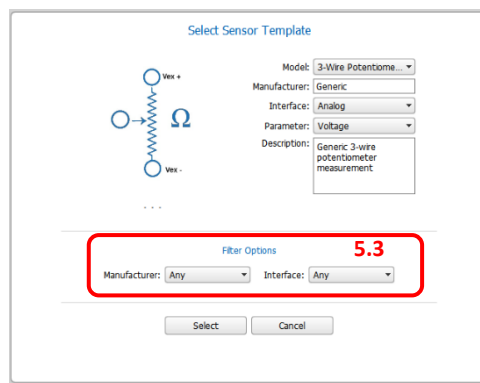 Select Sensor Template
Vex +
Ω
Vex -
Model: 3-Wire Potentiome...
Manufacturer: Generic
Interface: Analog
Parameter: Voltage
Description: Generic 3-wire
potentiometer
measurement
. . .
Filter Options 5.3
Manufacturer: Any Interface: Any
Select Cancel